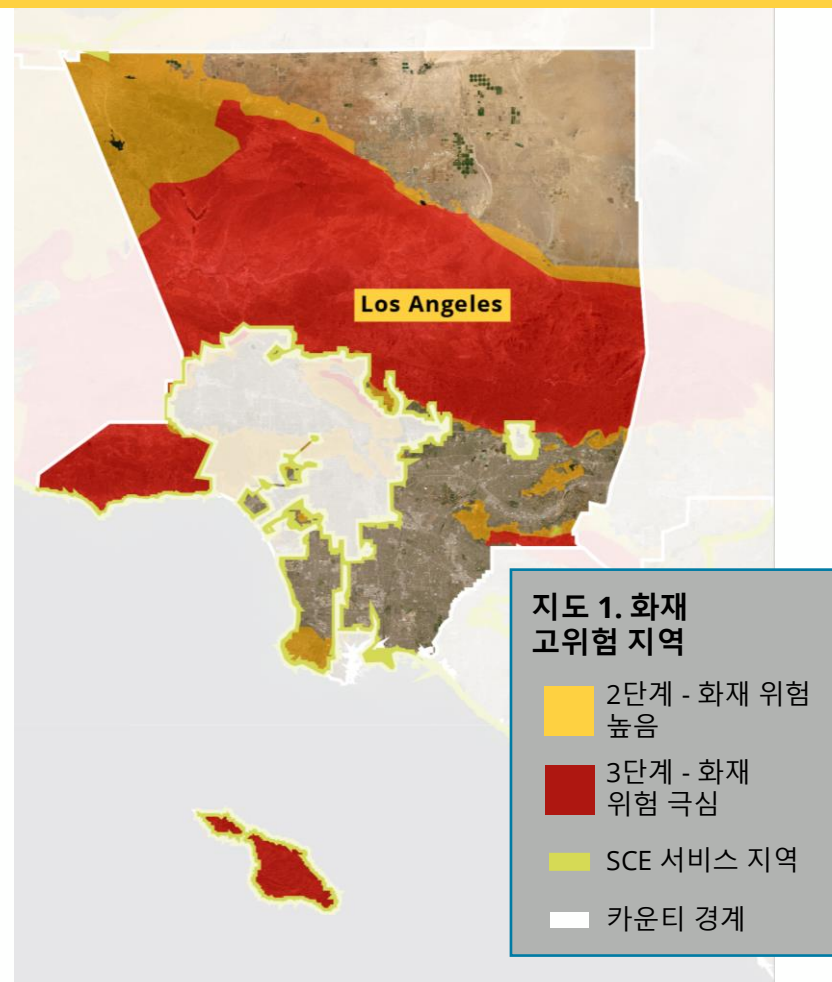 Los Angeles
지도 1. 화재
고위험 지역
2단계 - 화재 위험
높음
3단계 - 화재
위험 극심
SCE 서비스 지역
카운티 경계